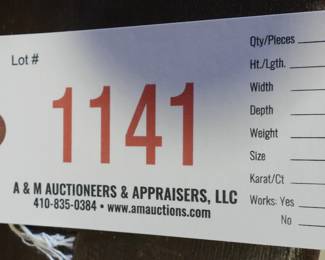 Lot #
1141
A & M AUCTIONEERS & APPRAISERS, LLC
410-835-0384 • www.amauctions.com
Qty/Pieces
Ht./Lgth.
Width
Depth
Weight
Size
Karat/Ct
Works: Yes
No